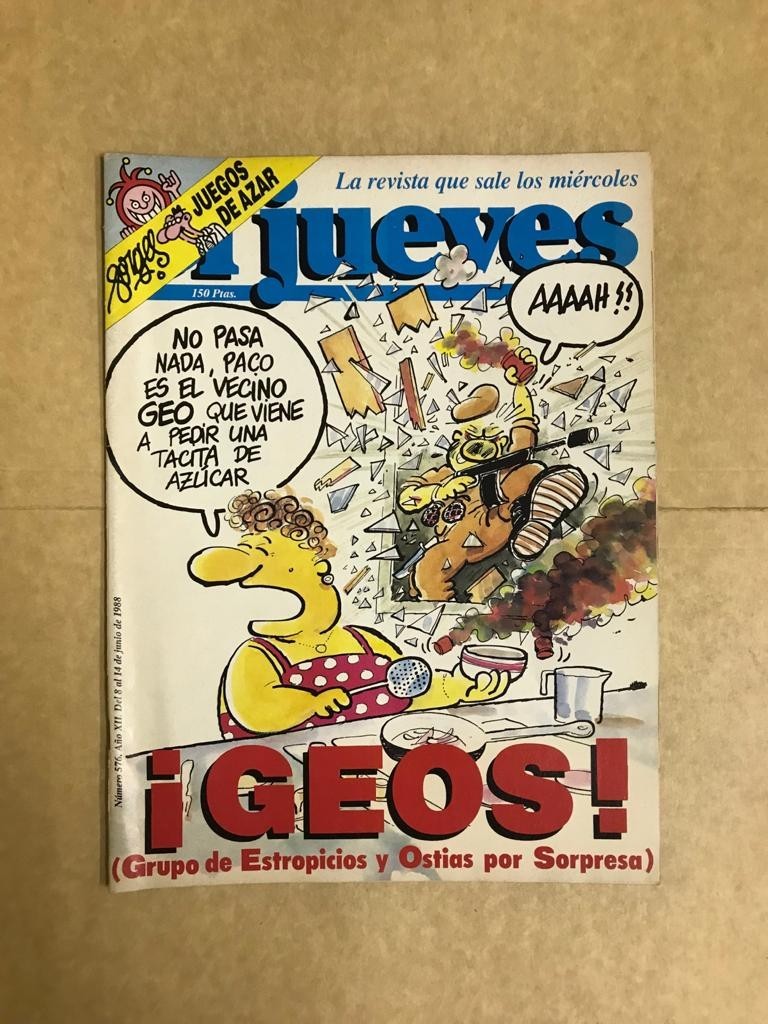 La revista que sale los miércoles
Forges
JUEGOS
DE AZAR
l jueves
150 Ptas.
AAAAH!!
NO PASA
NADA, PACO
ES EL VECINO
GEO QUE VIENE
A PEDIR UNA
TACITA DE
AZÚCAR
Número 576. Año XII. Del 8 al 14 de junio de 1988
¡GEOS!
(Grupo de Estropicios y Ostias por Sorpresa)